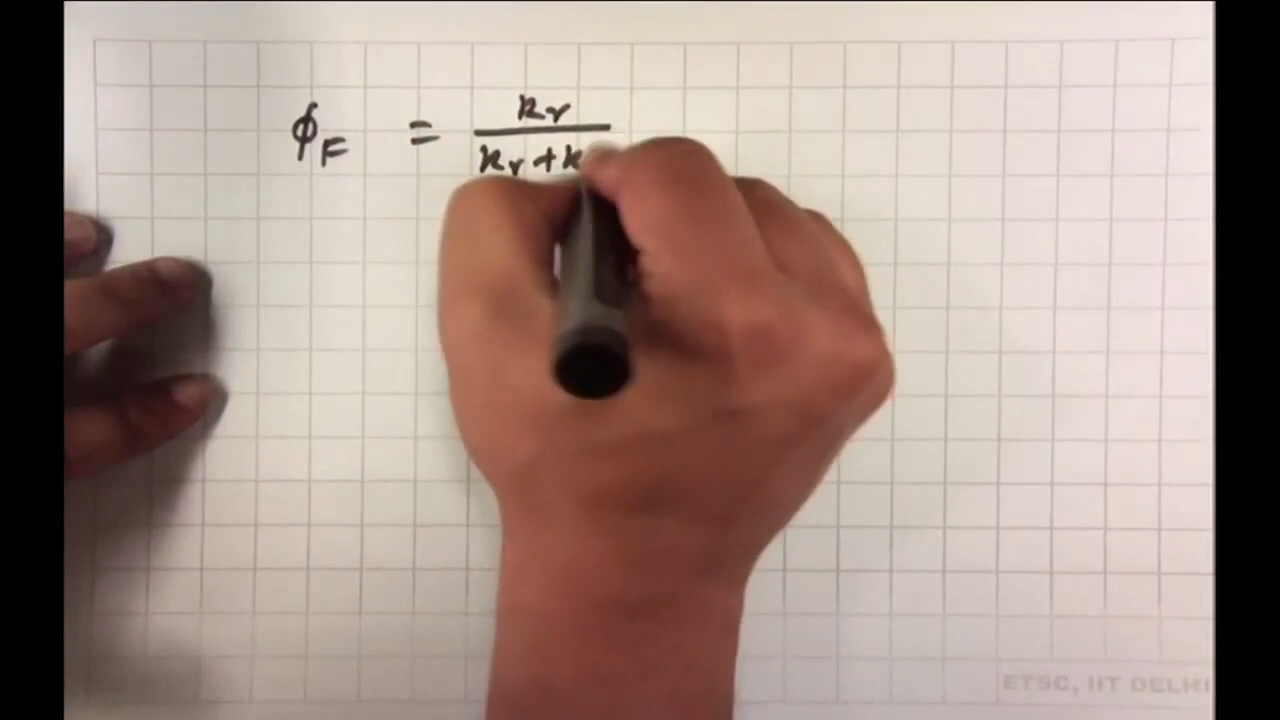 ϕF = kr
kr + k
ETSC, IIT DELHI